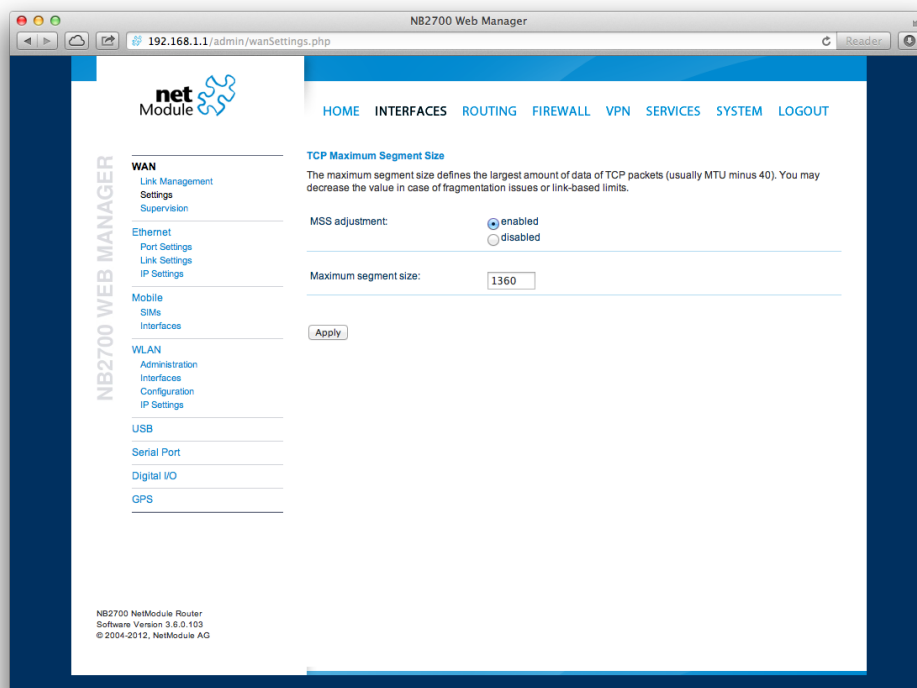 NB2700 Web Manager
192.168.1.1/admin/wanSettings.php
Reader
net
Module
HOME INTERFACES ROUTING FIREWALL VPN SERVICES SYSTEM LOGOUT
NB2700 WEB MANAGER
WAN
Link Management
Settings
Supervision
Ethernet
Port Settings
Link Settings
IP Settings
Mobile
SIMs
Interfaces
WLAN
Administration
Interfaces
Configuration
IP Settings
USB
Serial Port
Digital I/O
GPS
TCP Maximum Segment Size
The maximum segment size defines the largest amount of data of TCP packets (usually MTU minus 40). You may
decrease the value in case of fragmentation issues or link-based limits.
MSS adjustment:
enabled
disabled
Maximum segment size:
1360
Apply
NB2700 NetModule Router
Software Version 3.6.0.103
© 2004-2012, NetModule AG